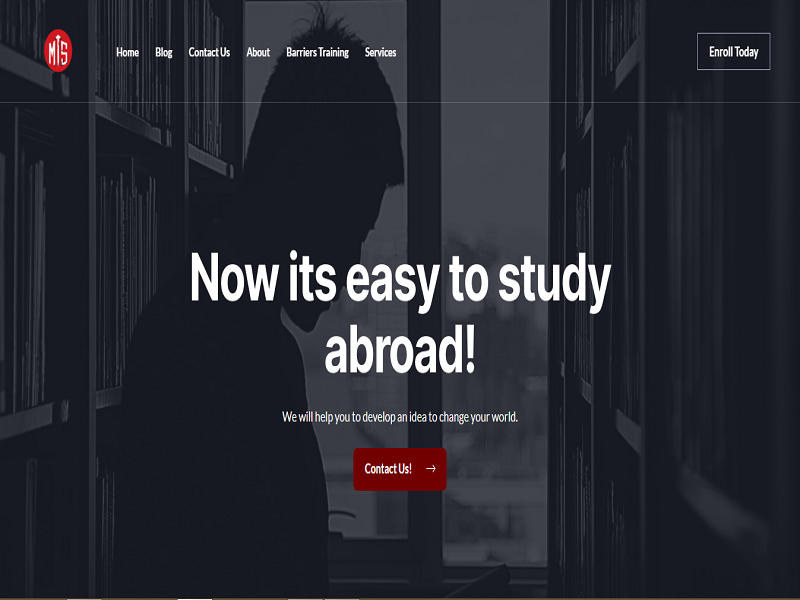 MIS
Home Blog Contact Us About Barriers Training Services
Enroll Today
Now its easy to study
abroad!
We will help you to develop an idea to change your world.
Contact Us! →